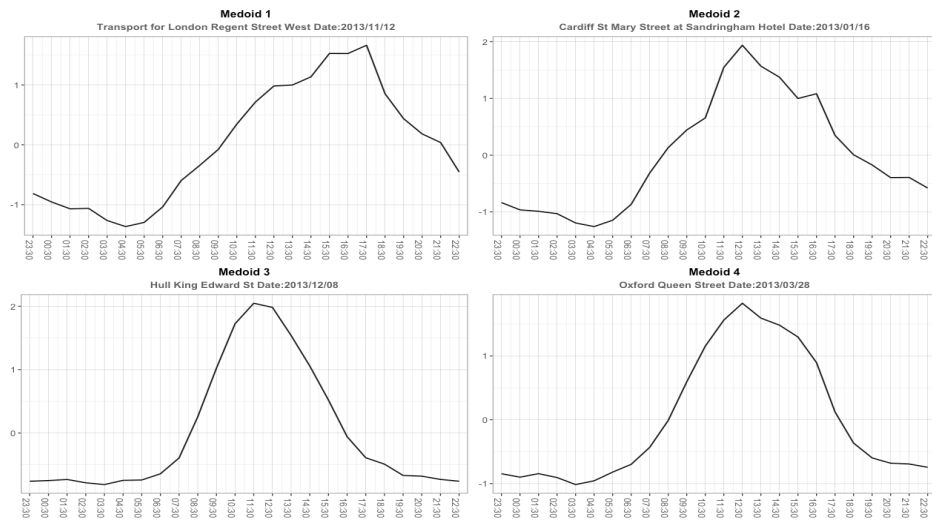 Medoid 1
Transport for London Regent Street West Date:2013/11/12
1
0
-1
23:30 00:30 01:30 02:30 03:30 04:30 05:30 06:30 07:30 08:30 09:30 10:30 11:30 12:30 13:30 14:30 15:30 16:30 17:30 18:30 19:30 20:30 21:30 22:30
Medoid 2
Cardiff St Mary Street at Sandringham Hotel Date:2013/01/16
2
1
0
-1
23:30 00:30 01:30 02:30 03:30 04:30 05:30 06:30 07:30 08:30 09:30 10:30 11:30 12:30 13:30 14:30 15:30 16:30 17:30 18:30 19:30 20:30 21:30 22:30
Medoid 3
Hull King Edward St Date:2013/12/08
2
1
0
23:30 00:30 01:30 02:30 03:30 04:30 05:30 06:30 07:30 08:30 09:30 10:30 11:30 12:30 13:30 14:30 15:30 16:30 17:30 18:30 19:30 20:30 21:30 22:30
Medoid 4
Oxford Queen Street Date:2013/03/28
1
0
-1
23:30 00:30 01:30 02:30 03:30 04:30 05:30 06:30 07:30 08:30 09:30 10:30 11:30 12:30 13:30 14:30 15:30 16:30 17:30 18:30 19:30 20:30 21:30 22:30